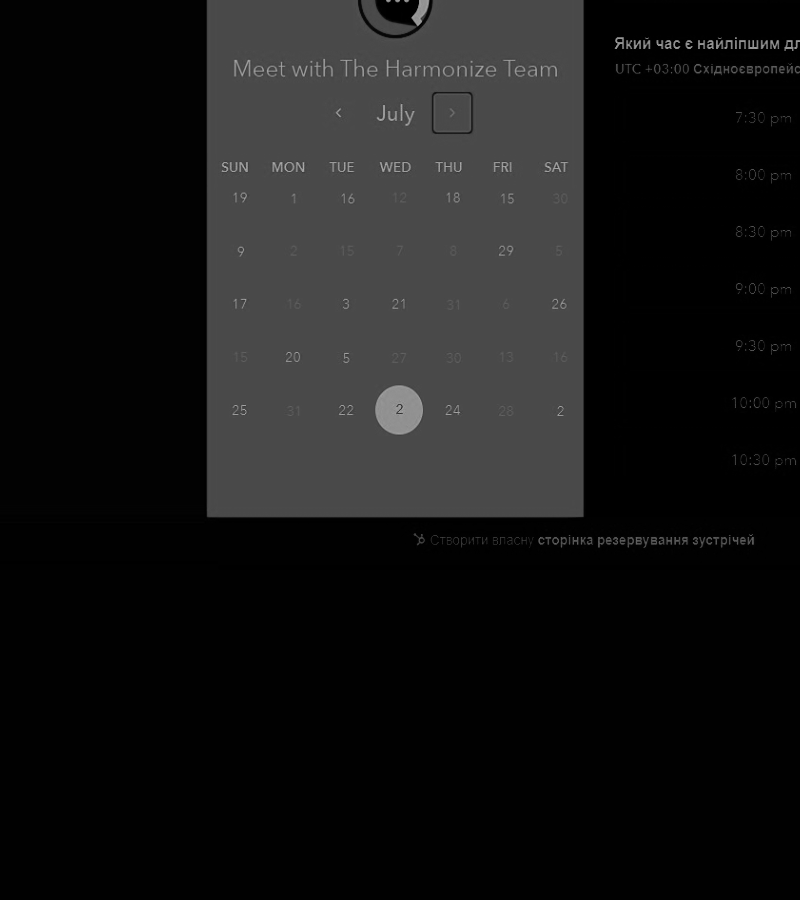 Meet with The Harmonize Team
July
SUN MON TUE WED THU FRI SAT
19 1 16 12 18 15 30
9 2 15 7 8 29 5
17 16 3 21 31 6 26
15 20 5 27 30 13 16
25 31 22 2 24 28 2
Який час є найліпшим дл
UTC +03:00 Східноєвропейс
7:30 pm
8:00 pm
8:30 pm
9:00 pm
9:30 pm
10:00 pm
10:30 pm
Створити власну сторінка резервування зустрічей